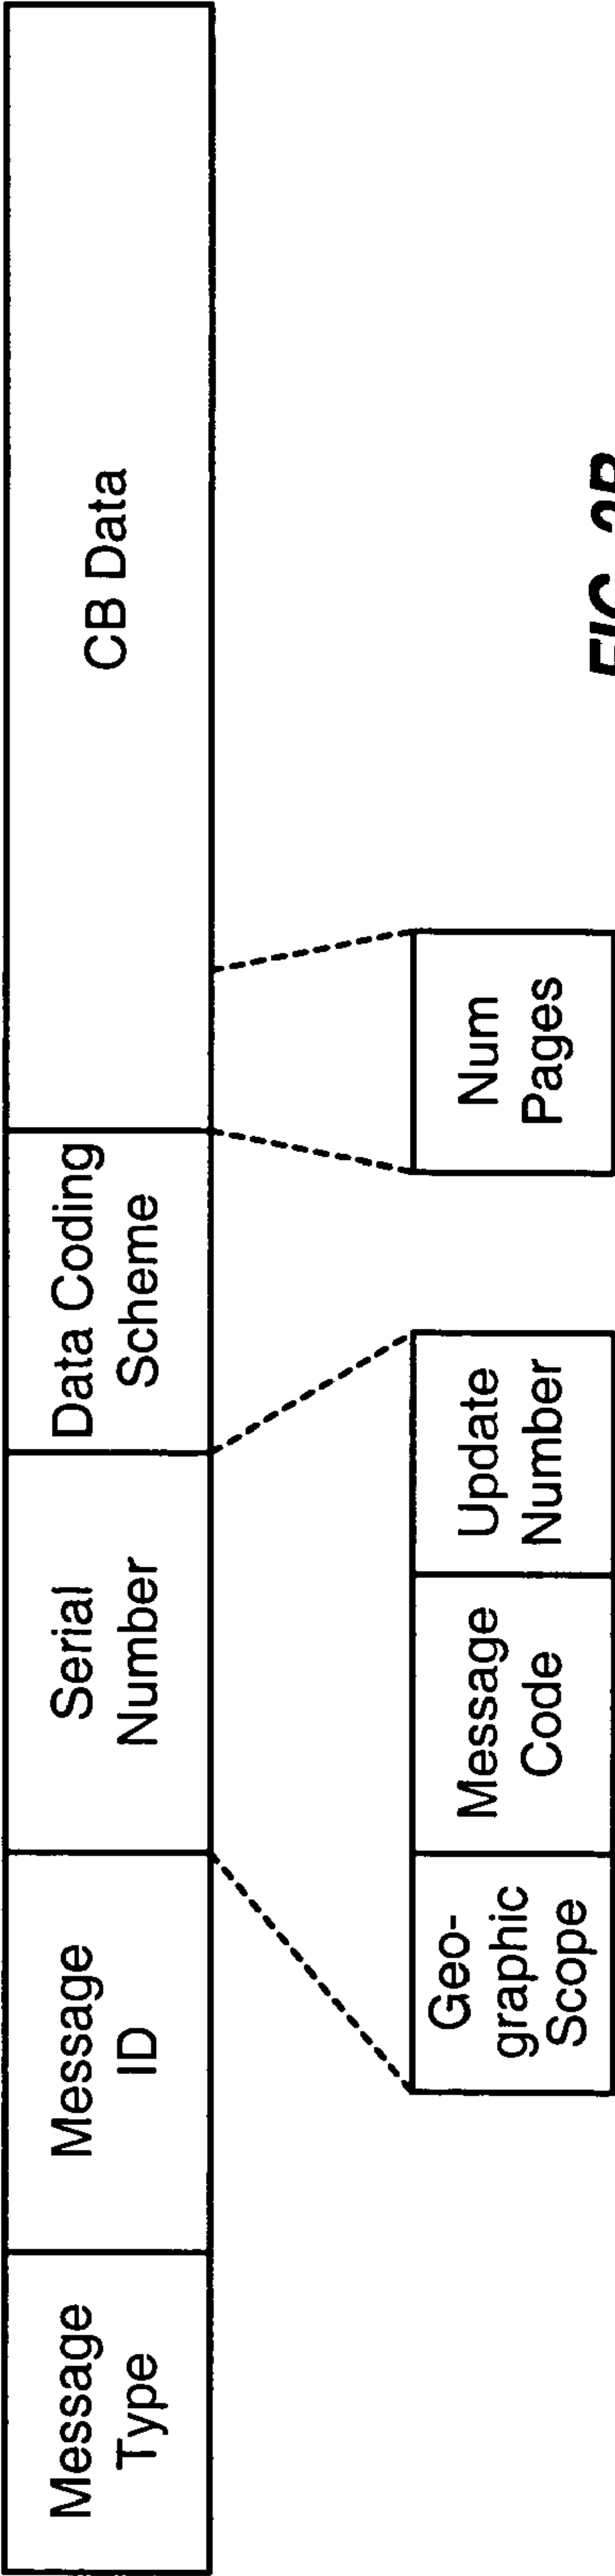 Message
Type
Message
ID
Serial
Number
Data Coding
Scheme
CB Data
Geo-
graphic
Scope
Message
Code
Update
Number
Num
Pages